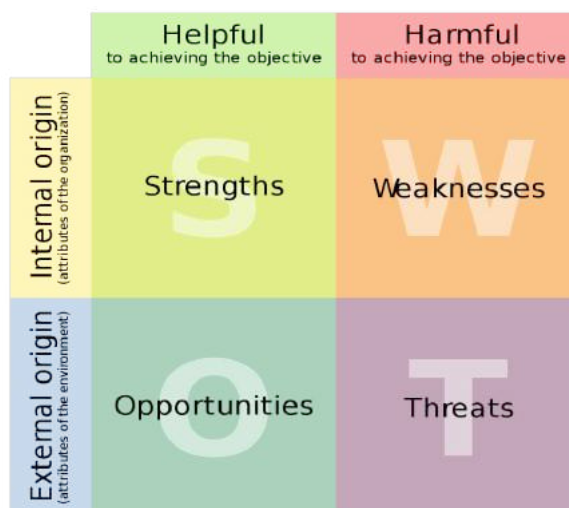 Helpful
to achieving the objective
Harmful
to achieving the objective
Internal origin
(attributes of the organization)
S
Strengths
W
Weaknesses
External origin
(attributes of the environment)
O
Opportunities
T
Threats